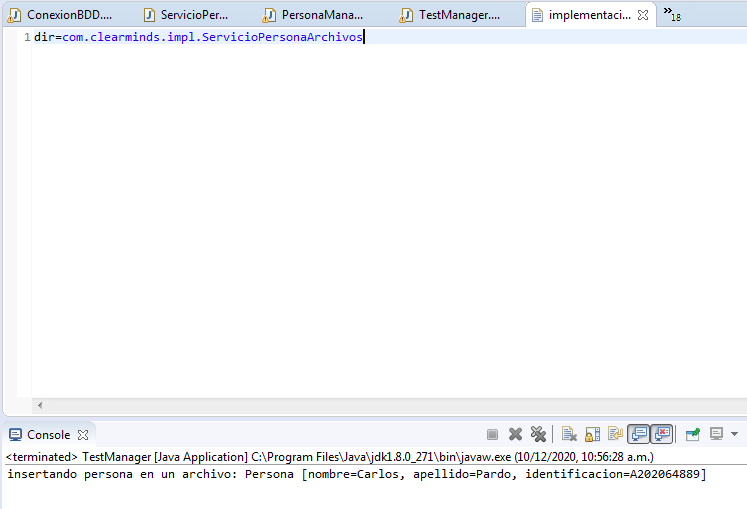 ConexionBDD.... ServicioPer... PersonaMana... TestManager.... implementaci... »18
1 dir=com.clearminds.impl.ServicioPersonaArchivos
Console
<terminated> TestManager [Java Application] C:\Program Files\Java\jdk1.8.0_271\bin\javaw.exe (10/12/2020, 10:56:28 a.m.)
insertando persona en un archivo: Persona [nombre=Carlos, apellido=Pardo, identificacion=A202064889]